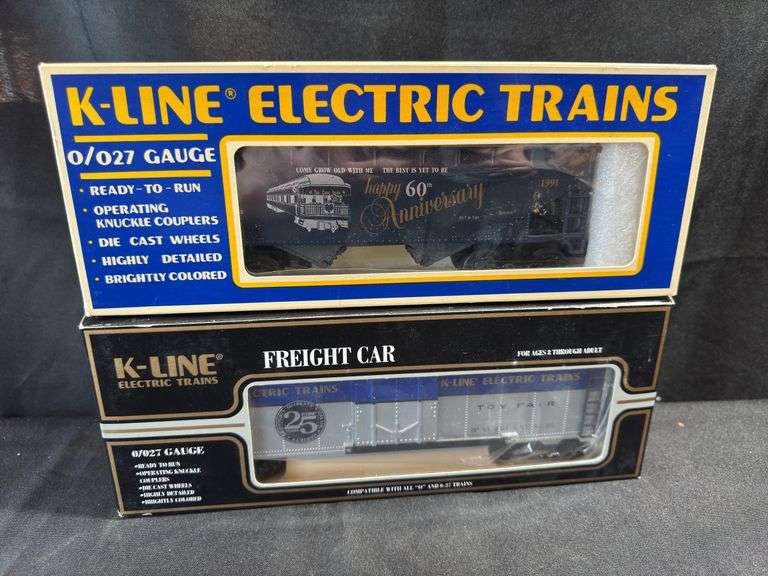 K-LINE® ELECTRIC TRAINS
O/O27 GAUGE
• READY-TO-RUN
• OPERATING
KNUCKLE COUPLERS
• DIE CAST WHEELS
• HIGHLY DETAILED
• BRIGHTLY COLORED
COME GROW OLD WITH ME THE BEST IS YET TO BE
happy 60th
Anniversary
1991
K-LINE®
ELECTRIC TRAINS
FREIGHT CAR
FOR AGES 8 THROUGH ADULT
O/O27 GAUGE
•READY TO RUN
•OPERATING KNUCKLE
COUPLERS
•DIE CAST WHEELS
•HIGHLY DETAILED
•BRIGHTLY COLORED
CTRIC TRAINS
K-LINE® ELECTRIC TRAINS
25
TOY FAIR
COMPATIBLE WITH ALL "O" AND O-27 TRAINS